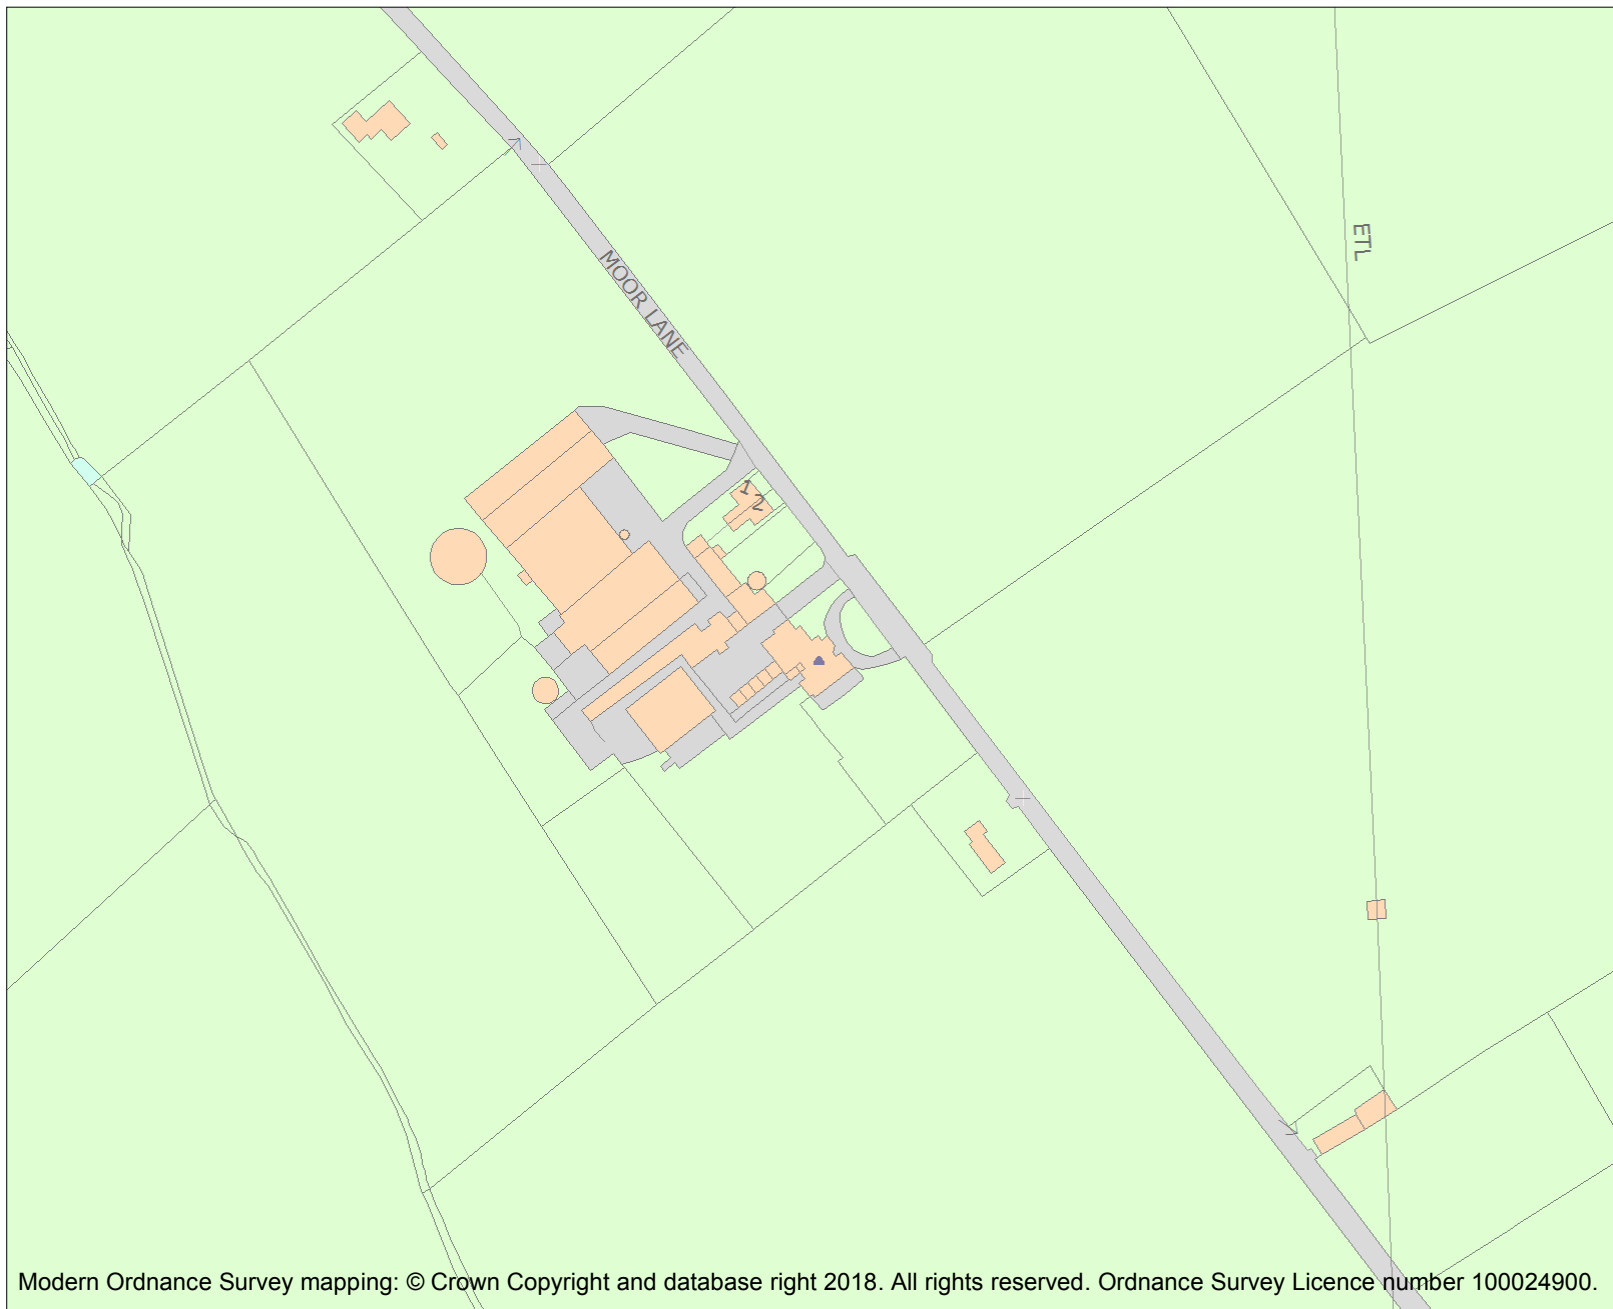 ETL
MOOR LANE
1
2
Modern Ordnance Survey mapping: © Crown Copyright and database right 2018. All rights reserved. Ordnance Survey Licence number 100024900.